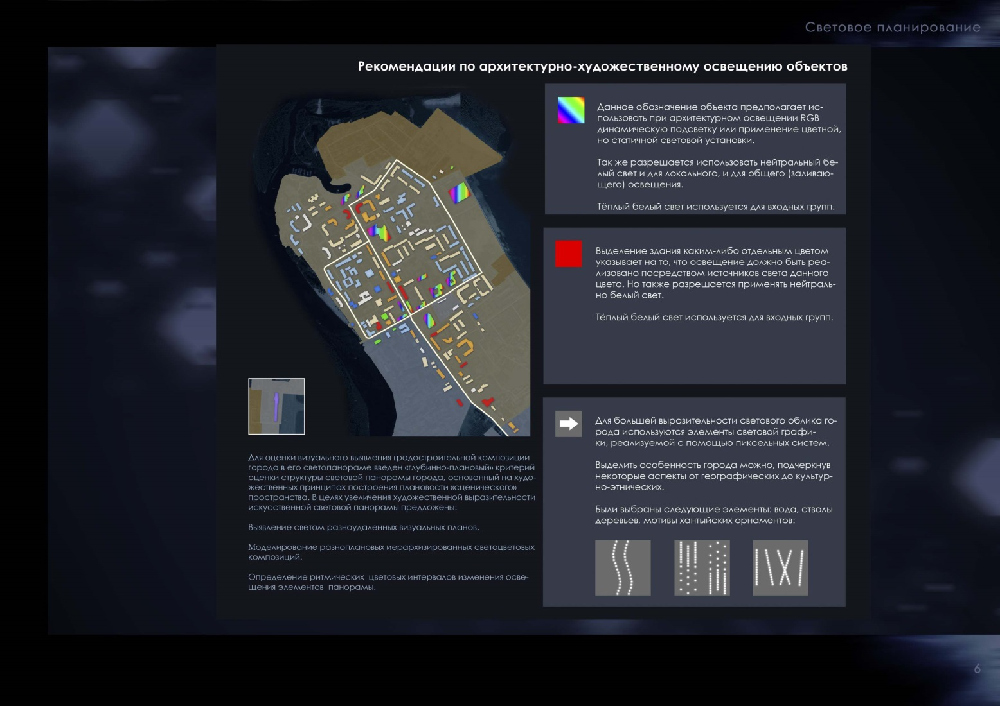 Световое планирование
Рекомендации по архитектурно-художественному освещению объектов
Данное обозначение объекта предполагает ис-
пользовать при архитектурном освещении RGB
динамическую подсветку или применение цветной,
но статичной световой установки.
Так же разрешается использовать нейтральный бе-
лый свет и для локального, и для общего (заливаю-
щего) освещения.
Тёплый белый свет используется для входных групп.
Выделение здания каким-либо отдельным цветом
указывает на то, что освещение должно быть реа-
лизовано посредством источников света данного
цвета. Но также разрешается применять нейтраль-
но белый свет.
Тёплый белый свет используется для входных групп.
Для большей выразительности светового облика го-
рода используются элементы световой графи-
ки, реализуемой с помощью пиксельных систем.
Выделить особенность города можно, подчеркнув
некоторые аспекты от географических до культур-
но-этнических.
Были выбраны следующие элементы: вода, стволы
деревьев, мотивы хантыйских орнаментов:
Для оценки визуального выявления градостроительной композиции
города в его светопанораме введен «глубинно-плановый» критерий
оценки структуры световой панорамы города, основанный на худо-
жественных принципах построения плановости «сценического»
пространства. В целях увеличения художественной выразительности
искусственной световой панорамы предложены:
Выявление светом разноудаленных визуальных планов.
Моделирование разноплановых иерархизированных светоцветовых
композиций.
Определение ритмических цветовых интервалов изменения осве-
щения элементов панорамы.
6